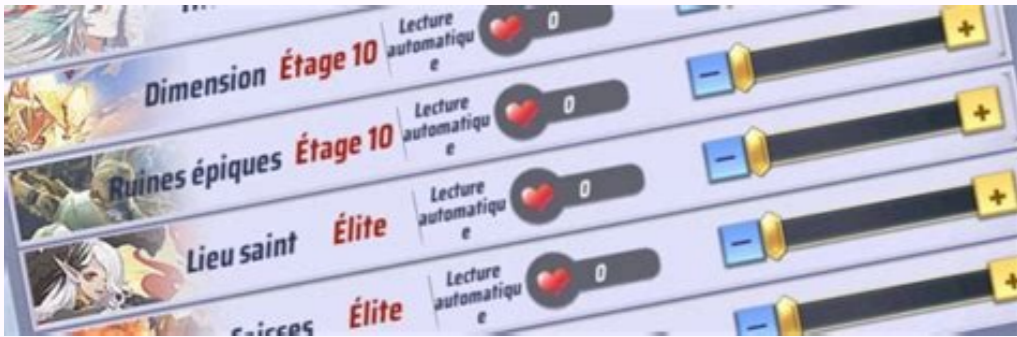 Lecture
automatiqu
e
0
Dimension Étage 10
Lecture
automatiqu
e
0
Ruines épiques Étage 10
Lecture
automatiqu
e
0
Lieu saint Élite
Lecture
automatiqu
e
0
Élite